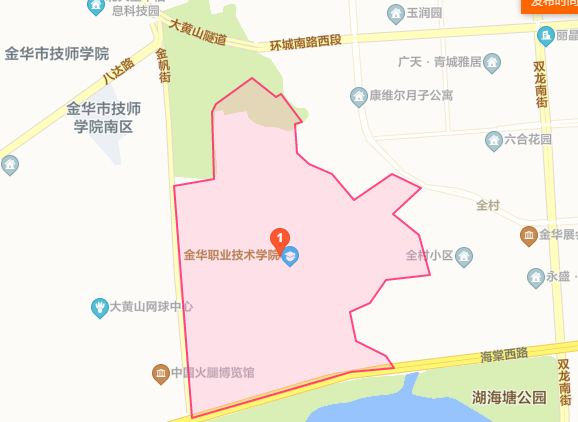 息科技园
发布时间
玉润园
大黄山隧道
环城南路西段
丽晶
金华市技师学院
八达路
金帆街
广天·青城雅居
双龙南街
康维尔月子公寓
金华市技师
学院南区
六合花园
全村
1
金华职业技术学院
全村小区
金华展会
永盛·
大黄山网球中心
海棠西路
中国火腿博览馆
双龙南街
湖海塘公园